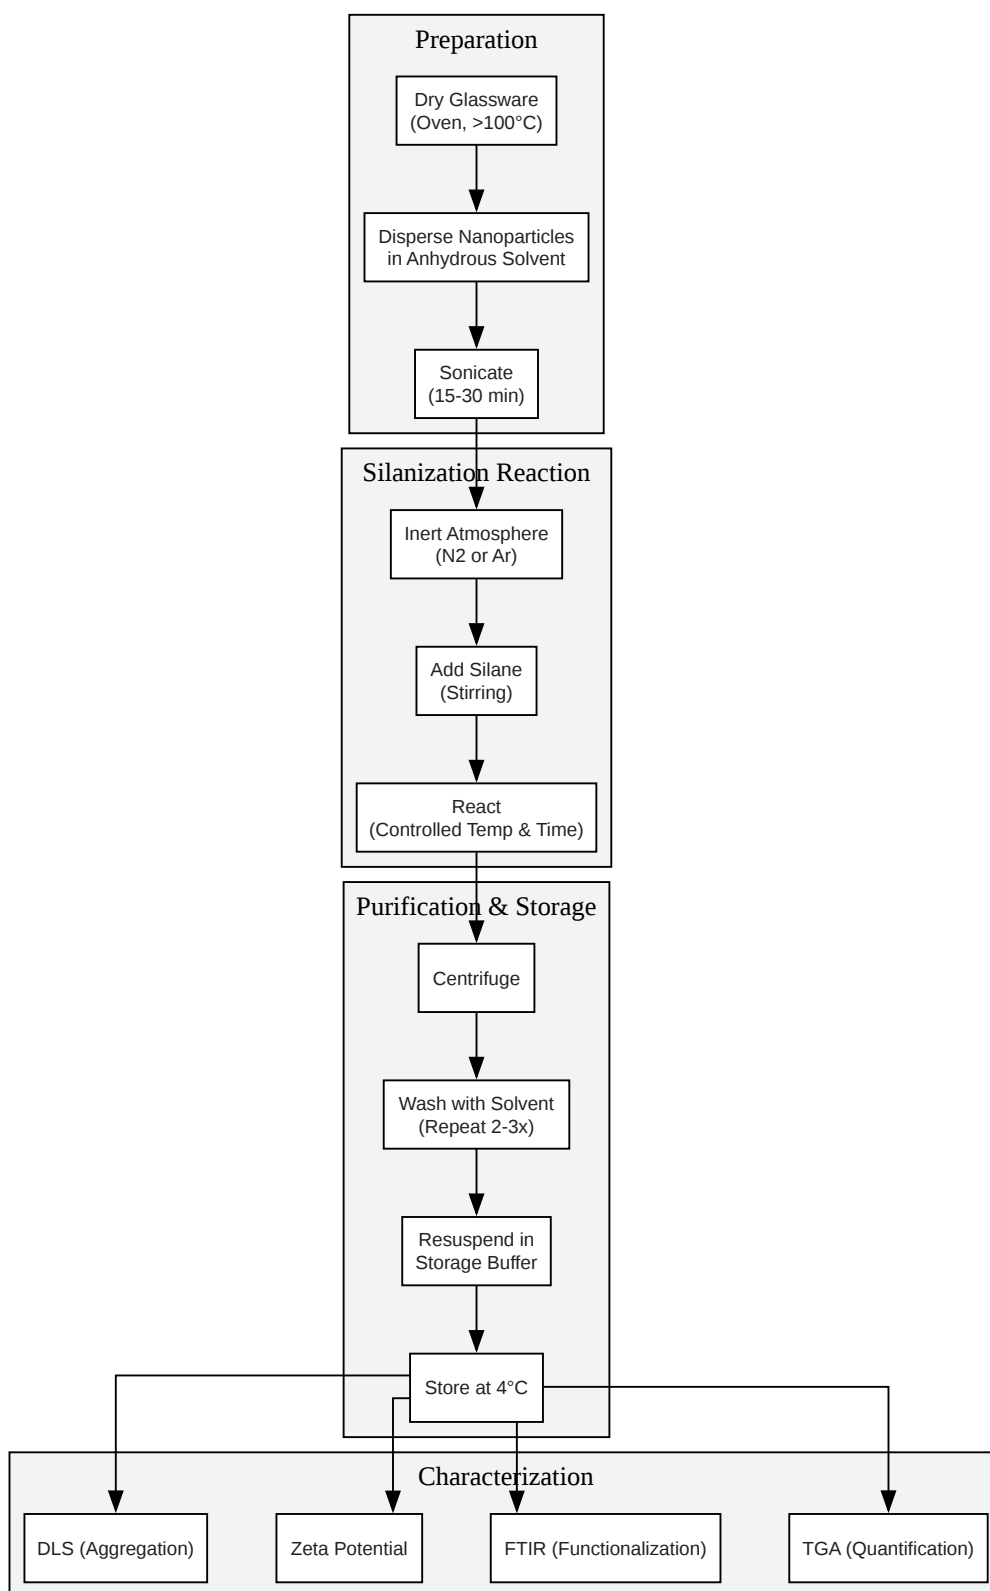 Preparation
Dry Glassware
(Oven, >100°C)
Disperse Nanoparticles
in Anhydrous Solvent
Sonicate
(15-30 min)
Silanization Reaction
Inert Atmosphere
(N2 or Ar)
Add Silane
(Stirring)
React
(Controlled Temp & Time)
Purification & Storage
Centrifuge
Wash with Solvent
(Repeat 2-3x)
Resuspend in
Storage Buffer
Store at 4°C
Characterization
DLS (Aggregation)
Zeta Potential
FTIR (Functionalization)
TGA (Quantification)